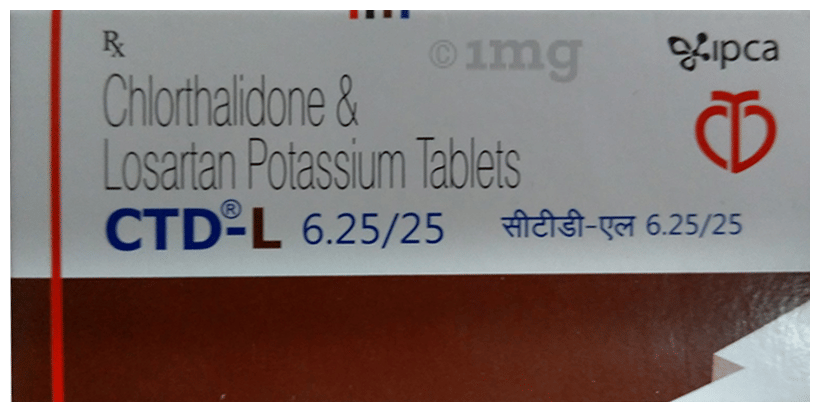 Rx
© 1mg
ipca
Chlorthalidone &
Losartan Potassium Tablets
CTD®-L 6.25/25 सीटीडी-एल 6.25/25